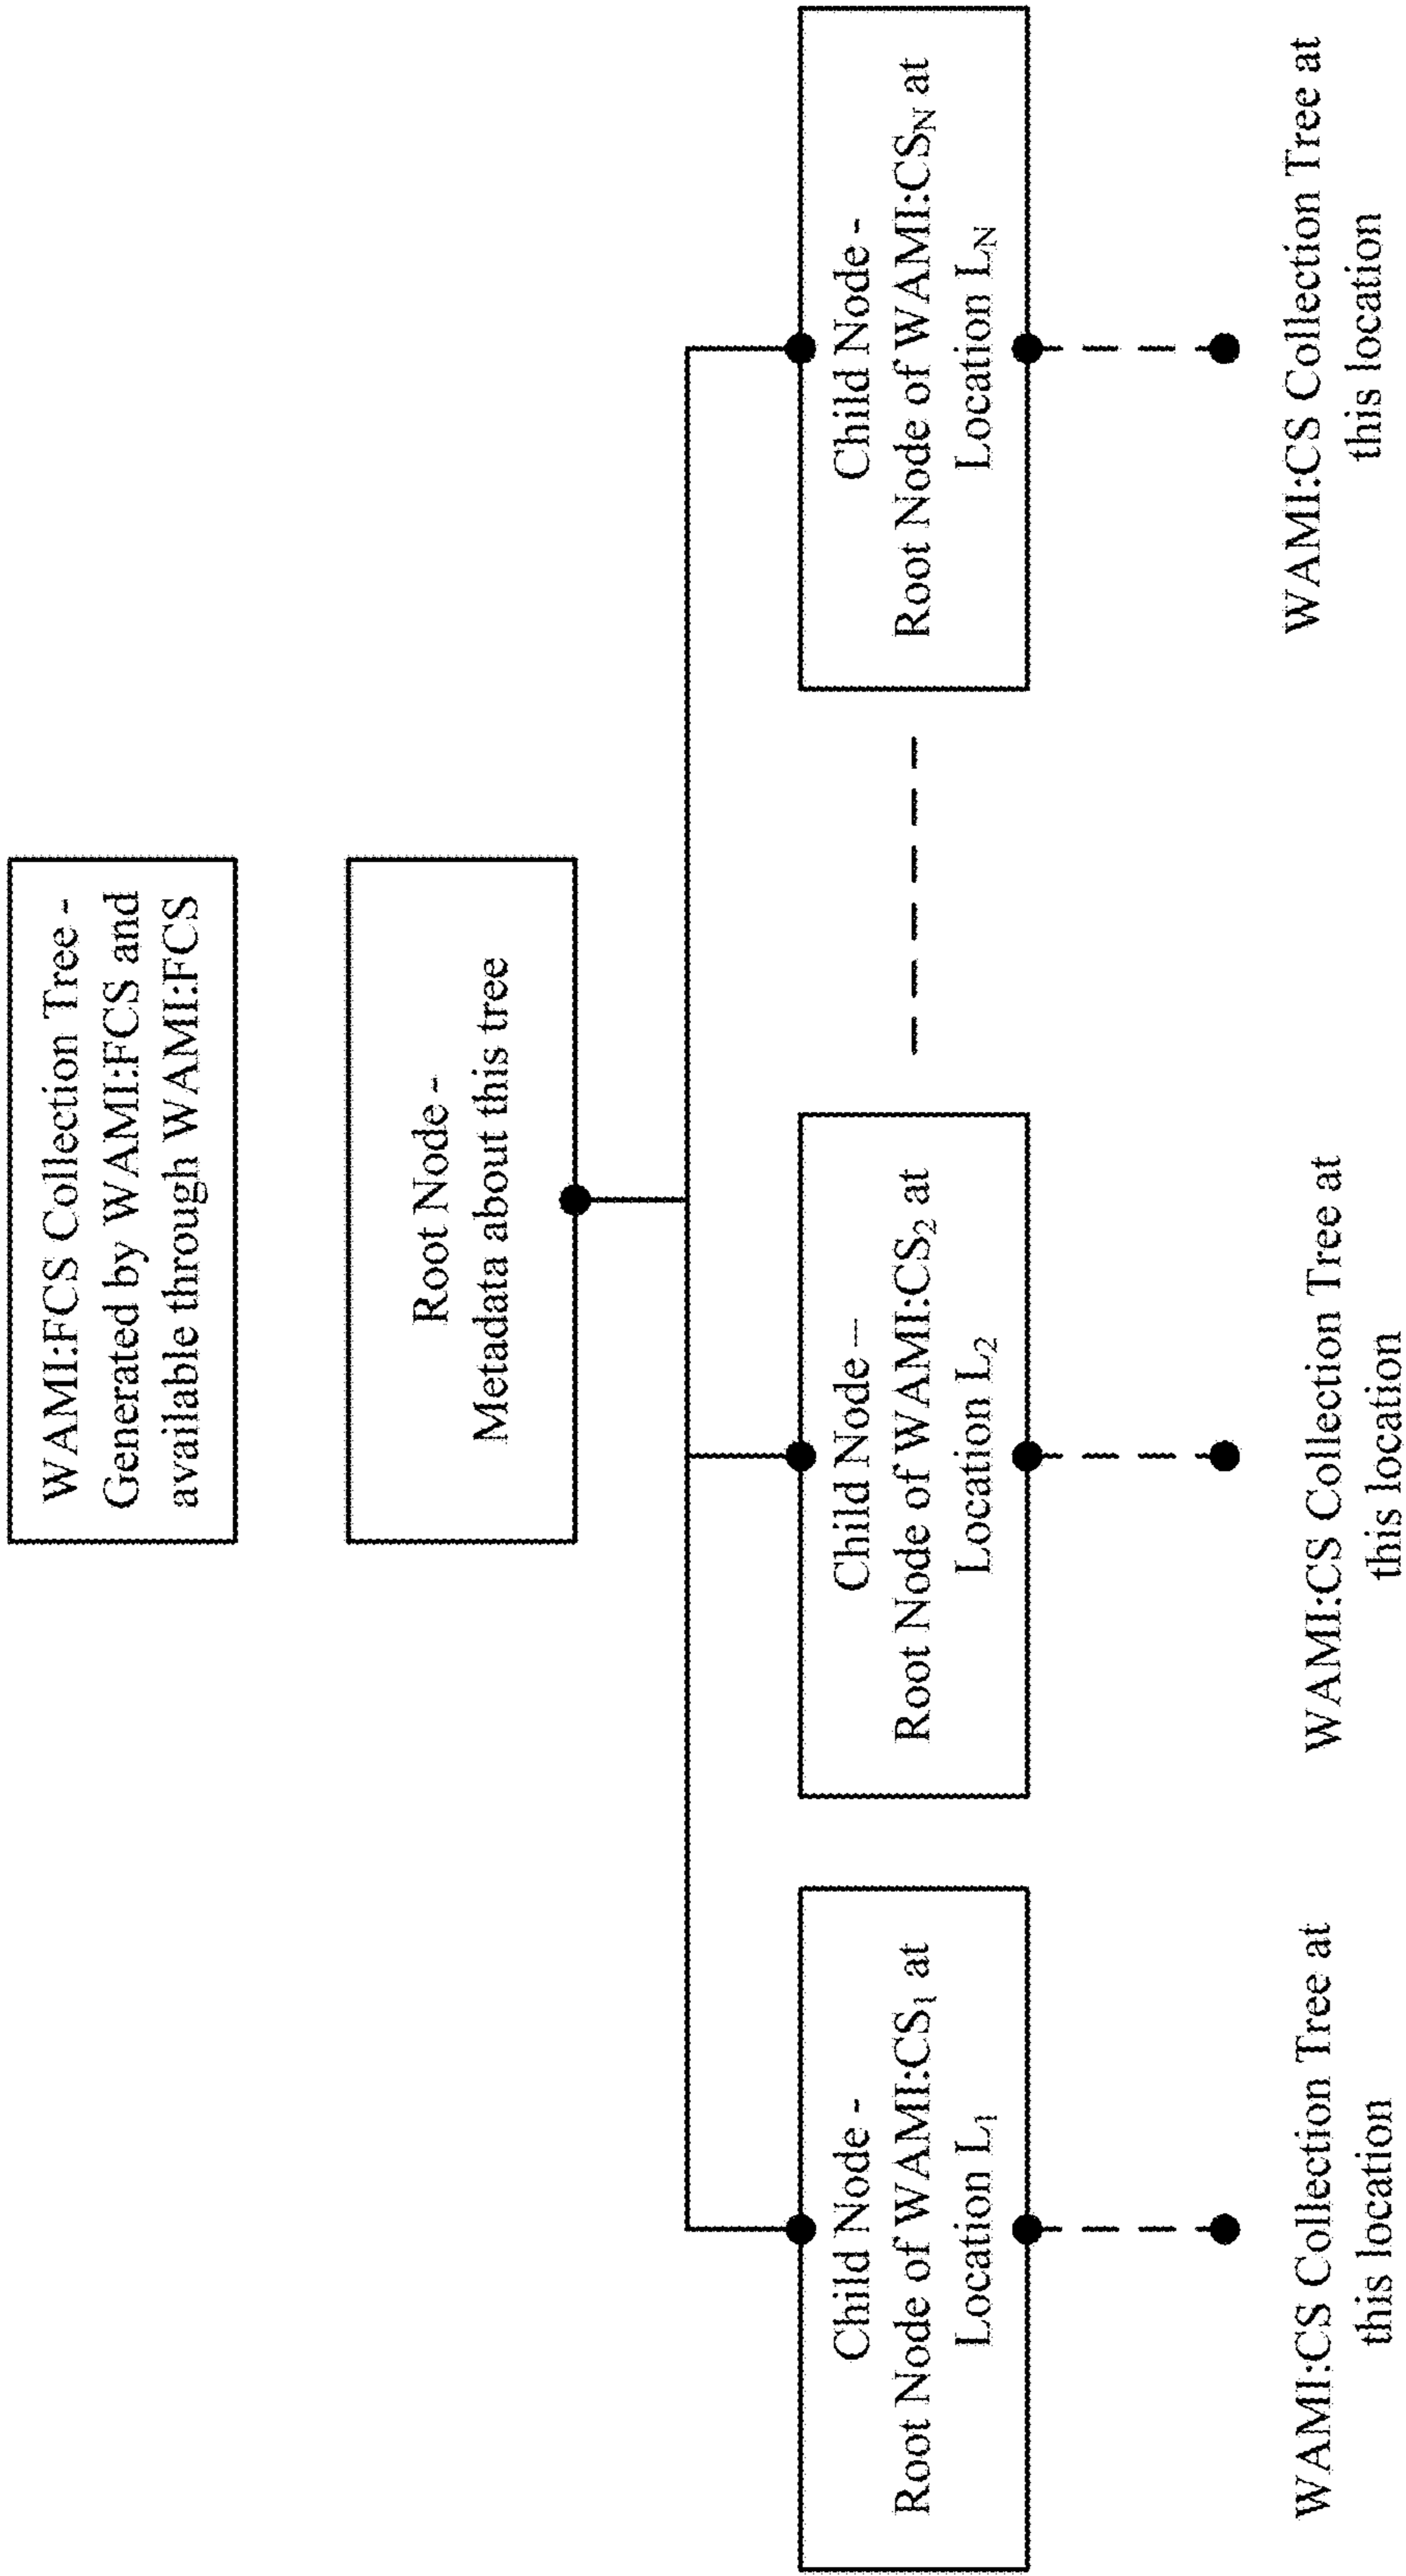 WAMI:FCS Collection Tree -
Generated by WAMI:FCS and
available through WAMI:FCS
Root Node -
Metadata about this tree
Child Node -
Root Node of WAMI:CS₁ at
Location L₁
Child Node –
Root Node of WAMI:CS₂ at
Location L₂
Child Node -
Root Node of WAMI:CS_N at
Location L_N
WAMI:CS Collection Tree at
this location
WAMI:CS Collection Tree at
this location
WAMI:CS Collection Tree at
this location